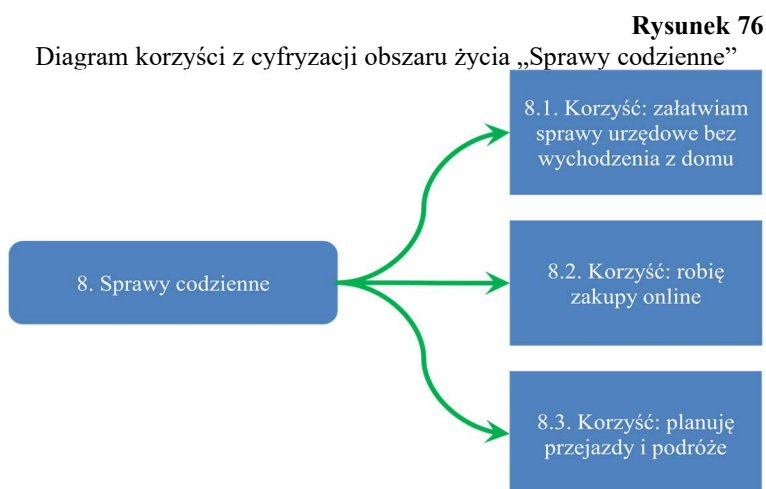 Rysunek 76
Diagram korzyści z cyfryzacji obszaru życia „Sprawy codzienne”
8.1. Korzyść: załatwiam
sprawy urzędowe bez
wychodzenia z domu
8. Sprawy codzienne
8.2. Korzyść: robię
zakupy online
8.3. Korzyść: planuję
przejazdy i podróże